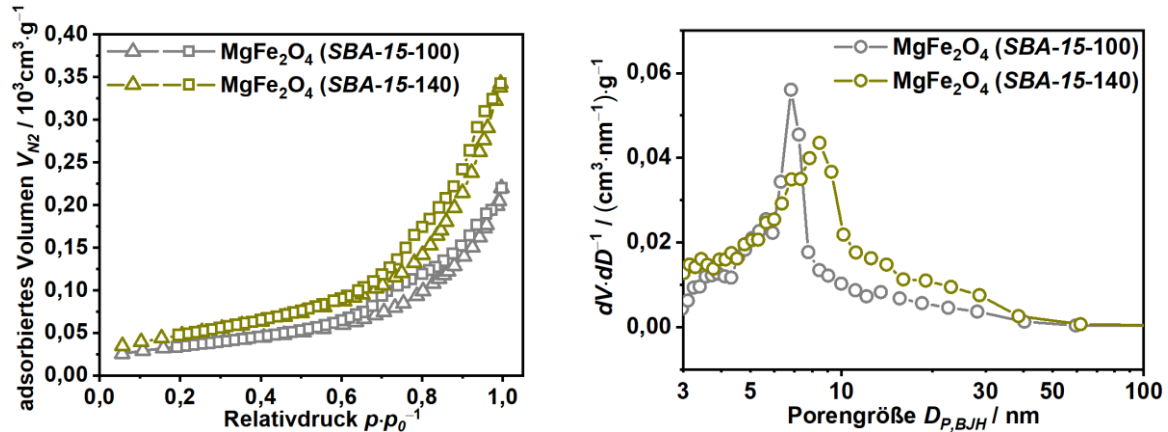 0,40
0,35
0,30
0,25
0,20
0,15
0,10
0,05
0,00
adsorbiertes Volumen V_N2 / 10³cm³·g⁻¹
MgFe₂O₄ (SBA-15-100)
MgFe₂O₄ (SBA-15-140)
0,0 0,2 0,4 0,6 0,8 1,0
Relativdruck p·p₀⁻¹
0,06
0,04
0,02
0,00
dV·dD⁻¹ / (cm³·nm⁻¹)·g⁻¹
MgFe₂O₄ (SBA-15-100)
MgFe₂O₄ (SBA-15-140)
3 5 10 30 50 100
Porengröße D_P,BJH / nm